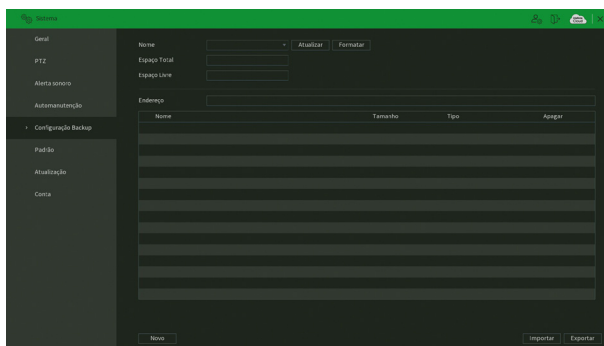 Sistema
Geral
PTZ
Alerta sonoro
Automanutenção
Configuração Backup
Padrão
Atualização
Conta
Nome Atualizar Formatar
Espaço Total
Espaço Livre
Endereço
Nome Tamanho Tipo Apagar
Novo Importar Exportar